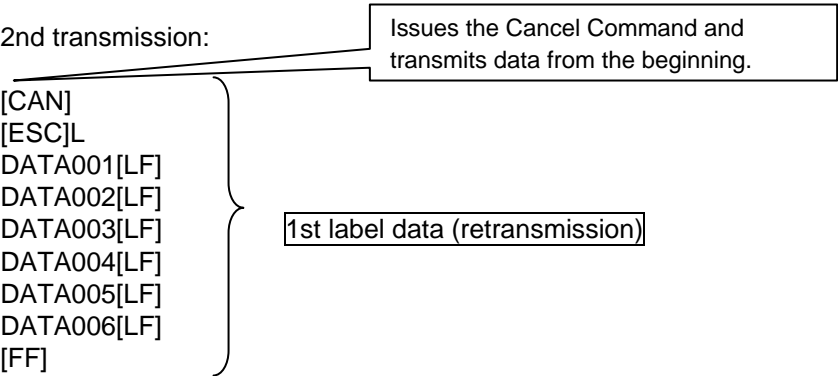 2nd transmission:
Issues the Cancel Command and
transmits data from the beginning.
[CAN]
[ESC]L
DATA001[LF]
DATA002[LF]
DATA003[LF]
DATA004[LF]
DATA005[LF]
DATA006[LF]
[FF]
1st label data (retransmission)